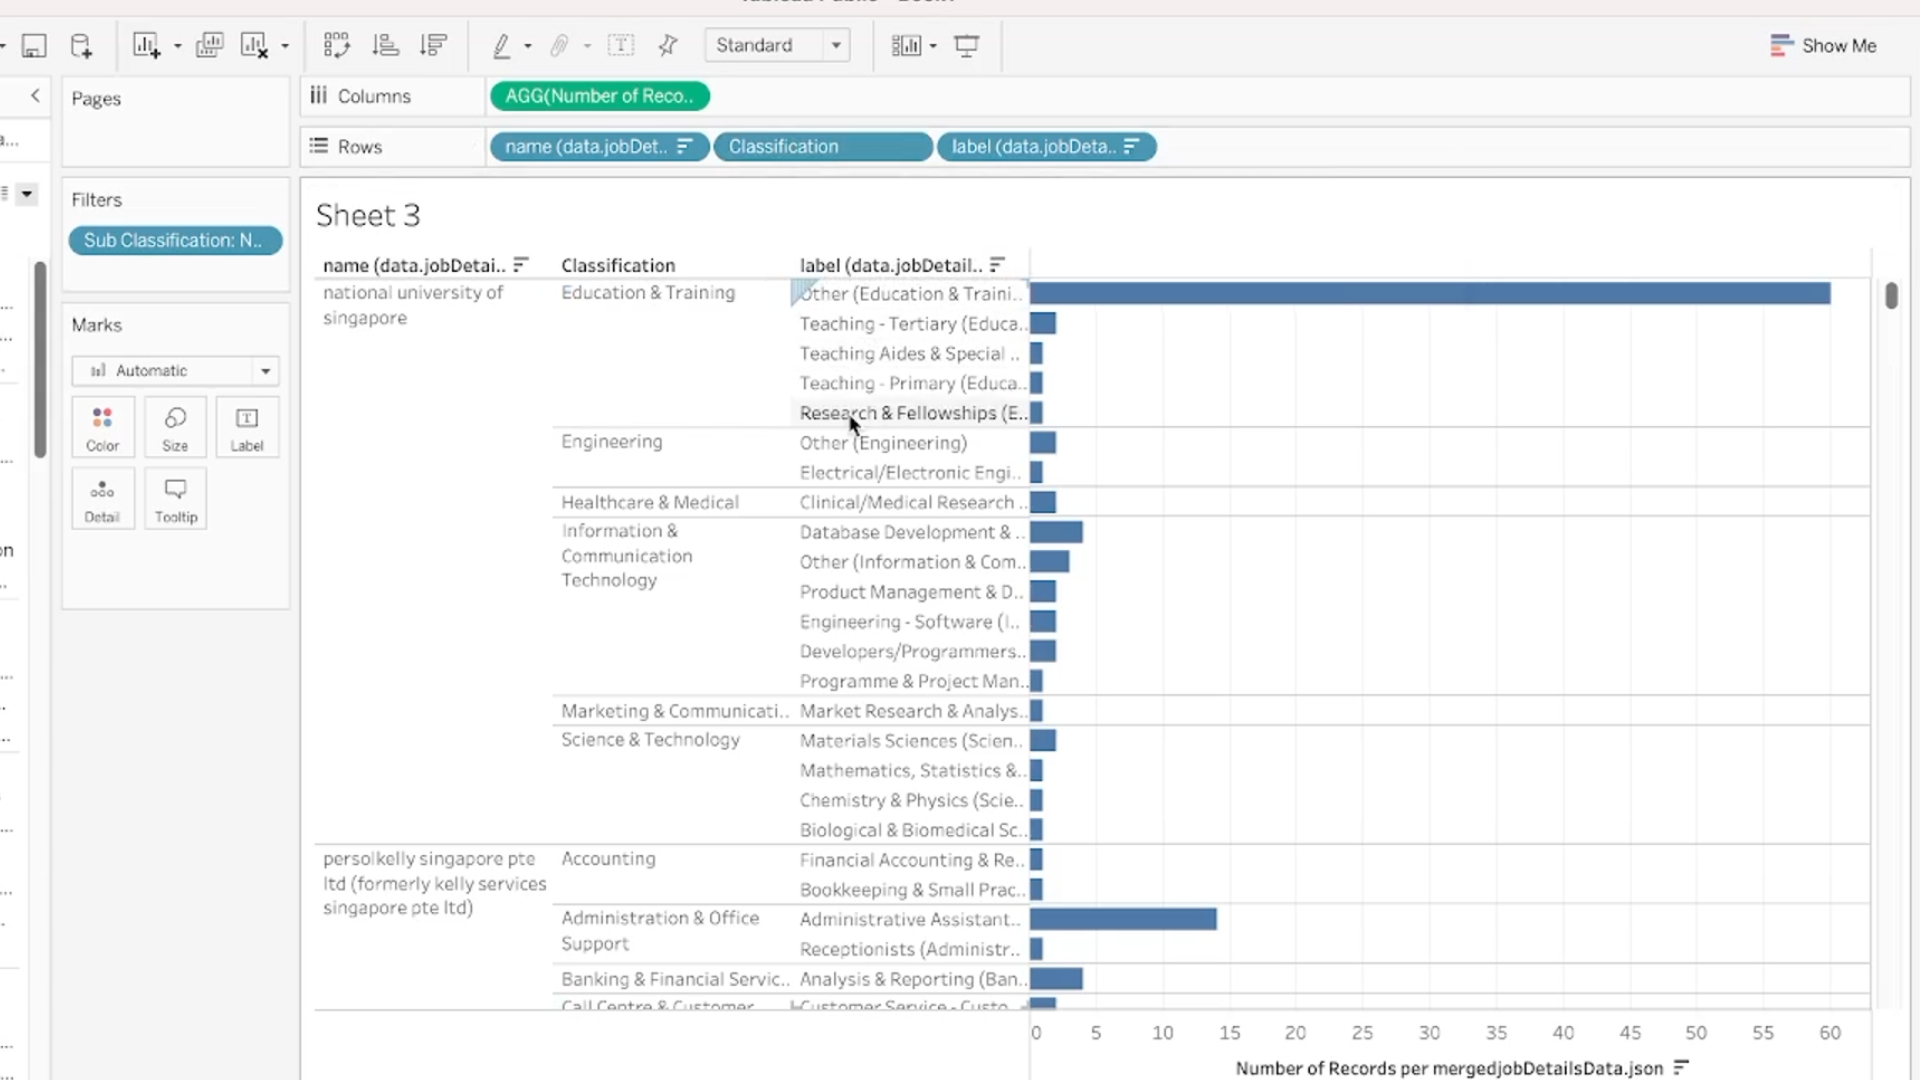 Standard
Show Me
Pages
Columns
AGG(Number of Reco..
Rows
name (data.jobDet..
Classification
label (data.jobDeta..
Filters
Sub Classification: N..
Marks
Automatic
Color
Size
Label
Detail
Tooltip
Sheet 3
name (data.jobDetai..
Classification
label (data.jobDetail..
national university of
singapore
Education & Training
Other (Education & Traini..
Teaching - Tertiary (Educa..
Teaching Aides & Special ..
Teaching - Primary (Educa..
Research & Fellowships (E..
Engineering
Other (Engineering)
Electrical/Electronic Engi..
Healthcare & Medical
Clinical/Medical Research ..
Information &
Communication
Technology
Database Development & ..
Other (Information & Com..
Product Management & D..
Engineering - Software (I..
Developers/Programmers..
Programme & Project Man..
Marketing & Communicati..
Market Research & Analys..
Science & Technology
Materials Sciences (Scien..
Mathematics, Statistics &..
Chemistry & Physics (Scie..
Biological & Biomedical Sc..
persolkelly singapore pte
ltd (formerly kelly services
singapore pte ltd)
Accounting
Financial Accounting & Re..
Bookkeeping & Small Prac..
Administration & Office
Support
Administrative Assistant..
Receptionists (Administr..
Banking & Financial Servic..
Analysis & Reporting (Ban..
Call Centre & Customer
Customer Service - Custo..
0 5 10 15 20 25 30 35 40 45 50 55 60
Number of Records per mergedjobDetailsData.json